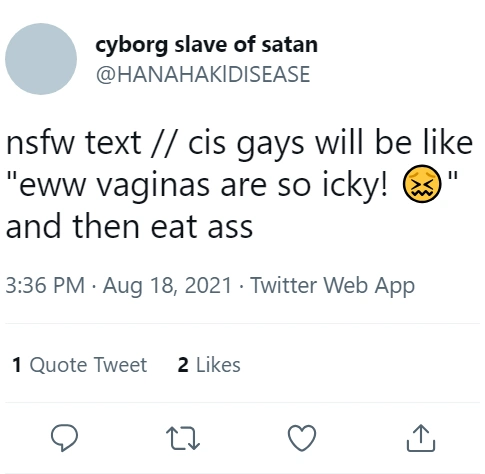 cyborg slave of satan
@HANAHAKIDISEASE
nsfw text // cis gays will be like
"eww vaginas are so icky! 😖"
and then eat ass
3:36 PM · Aug 18, 2021 · Twitter Web App
1 Quote Tweet 2 Likes